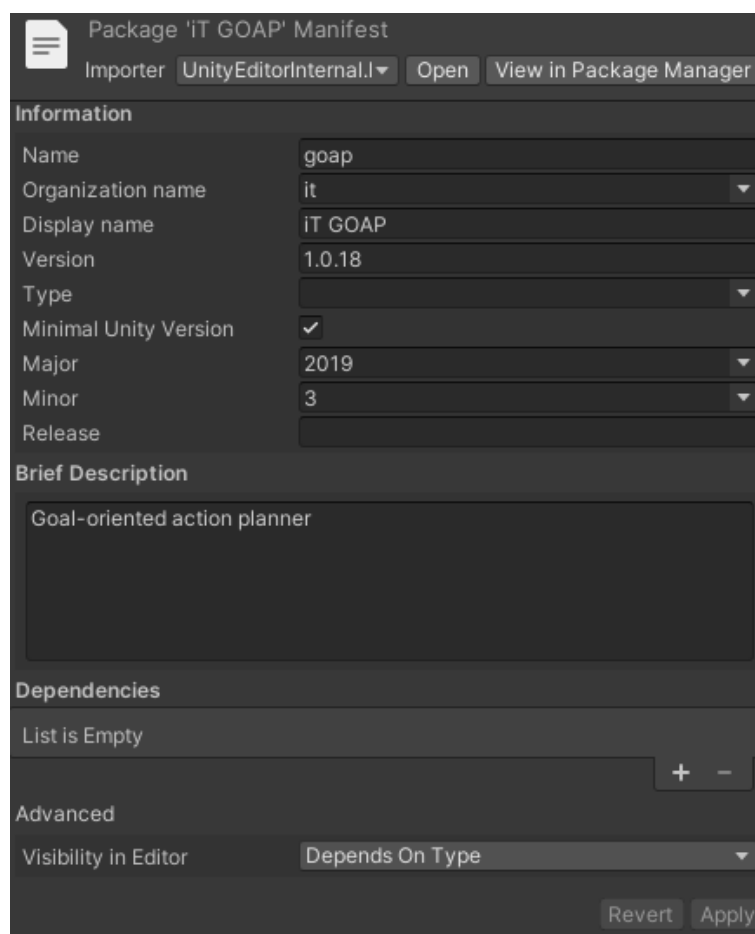 Package 'iT GOAP' Manifest
Importer UnityEditorInternal.I Open View in Package Manager
Information
Name goap
Organization name it
Display name iT GOAP
Version 1.0.18
Type
Minimal Unity Version
Major 2019
Minor 3
Release
Brief Description
Goal-oriented action planner
Dependencies
List is Empty
Advanced
Visibility in Editor Depends On Type
Revert Apply